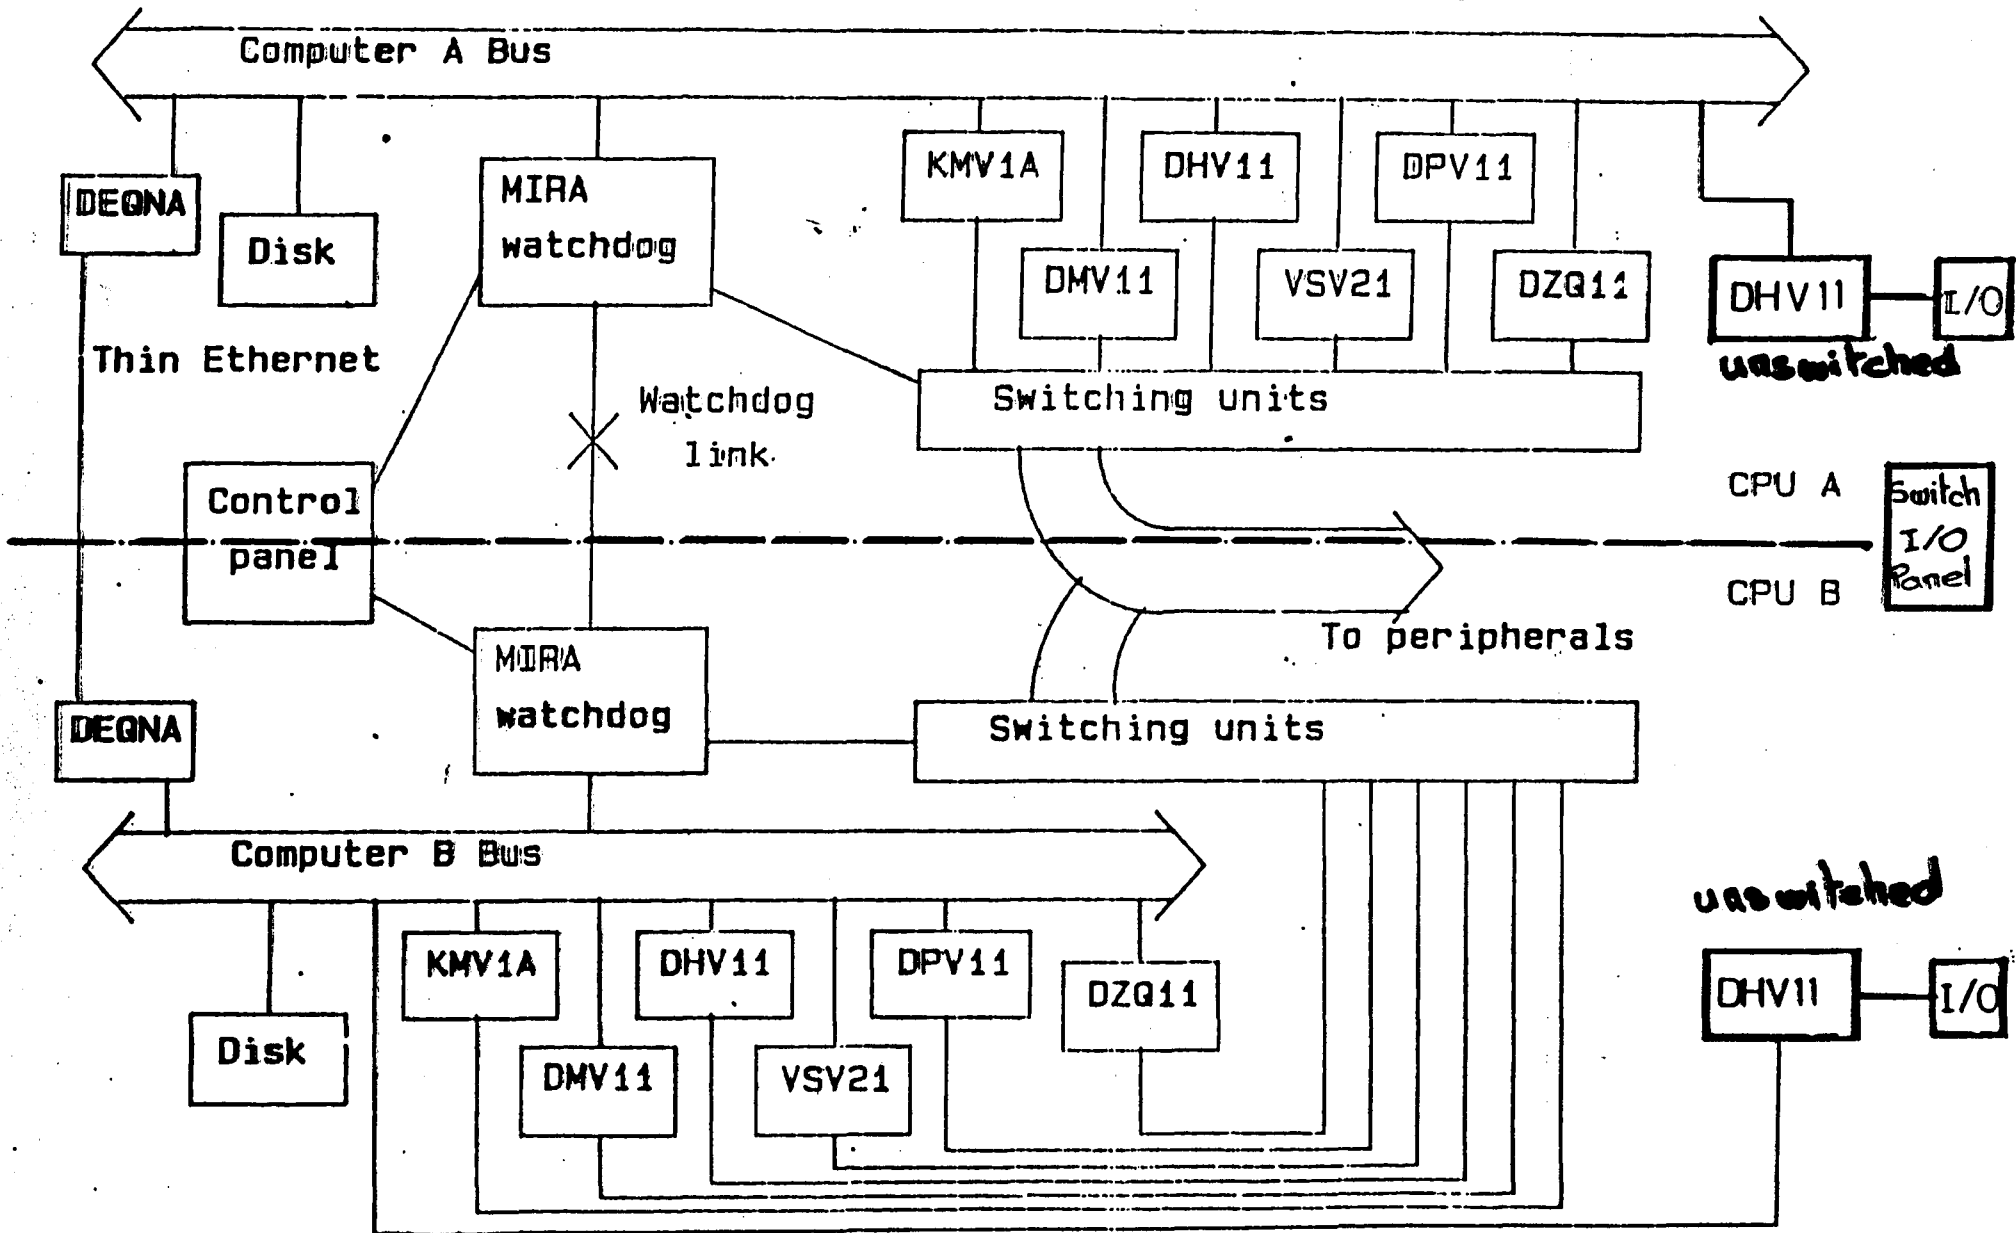 Computer A Bus
DEQNA
Disk
MIRA
watchdog
KMV1A
DHV11
DPV11
DMV11
VSV21
DZQ11
DHV11
I/O
unswitched
Thin Ethernet
Watchdog
link
Switching units
Control
panel
CPU A
CPU B
Switch
I/O
Panel
To peripherals
MIRA
watchdog
DEQNA
Switching units
Computer B Bus
unswitched
KMV1A
DHV11
DPV11
DZQ11
DHV11
I/O
Disk
DMV11
VSV21